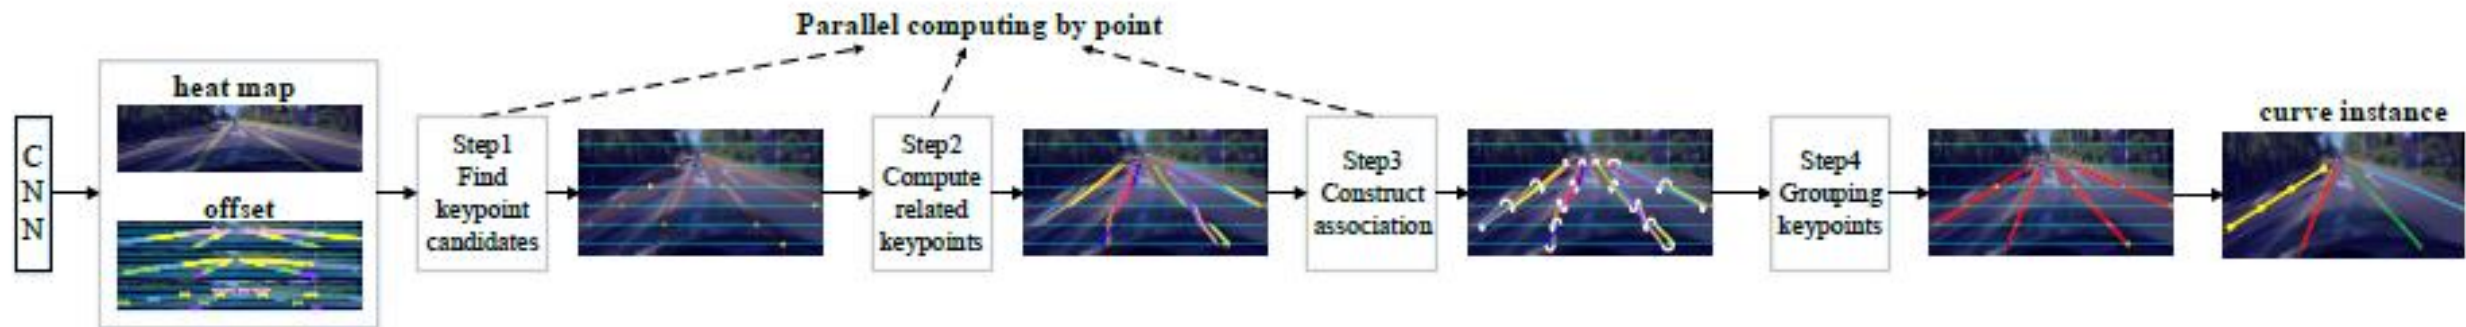 Parallel computing by point
heat map
offset
C
N
N
Step1
Find
keypoint
candidates
Step2
Compute
related
keypoints
Step3
Construct
association
Step4
Grouping
keypoints
curve instance